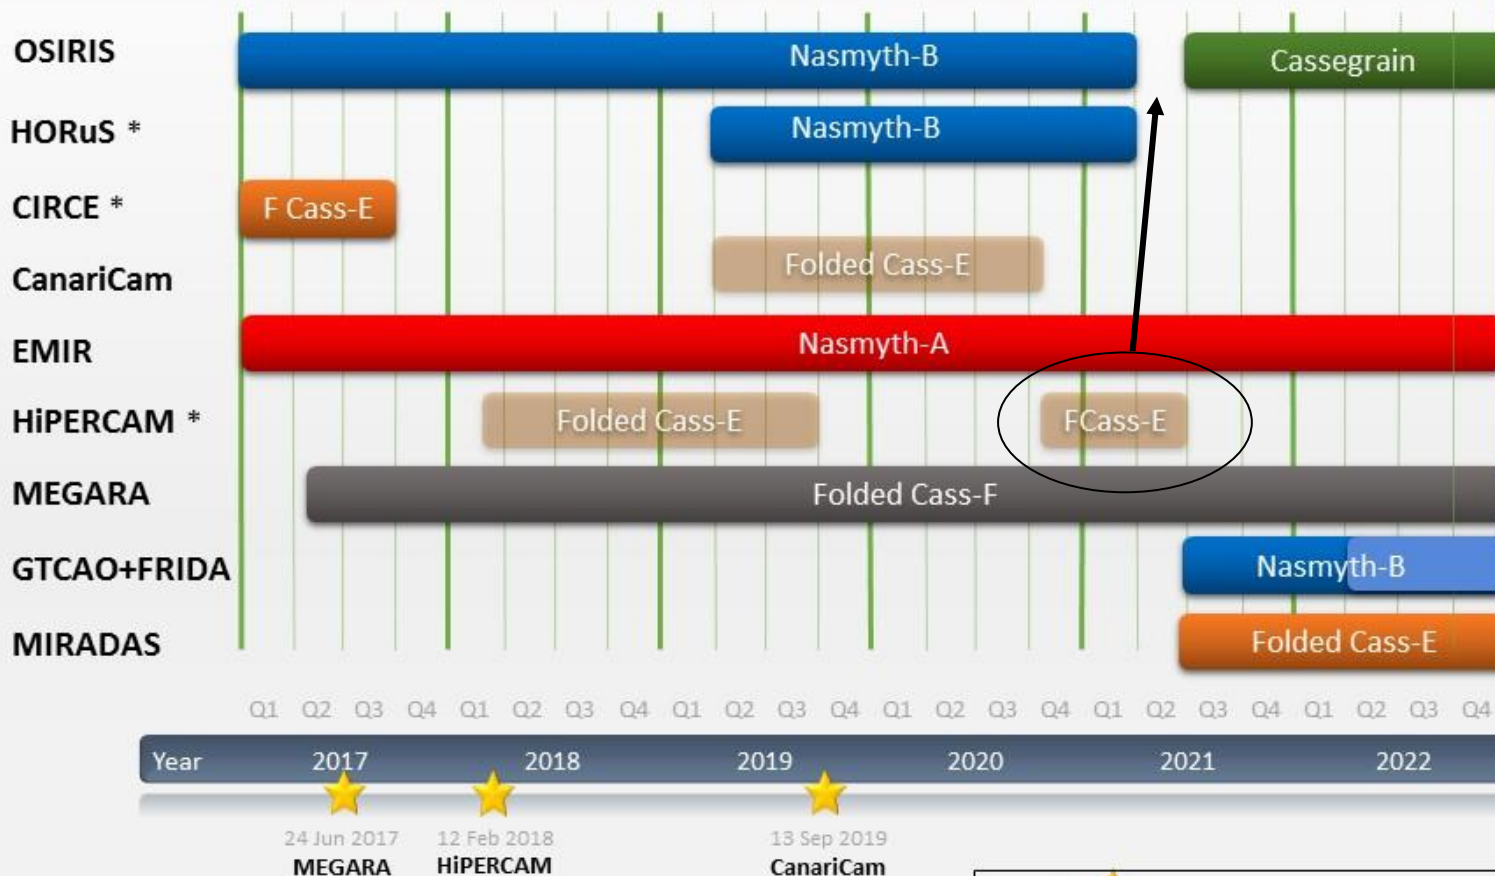 OSIRIS Nasmyth-B Cassegrain
HORuS * Nasmyth-B
CIRCE * F Cass-E
CanariCam Folded Cass-E
EMIR Nasmyth-A
HiPERCAM * Folded Cass-E FCass-E
MEGARA Folded Cass-F
GTCAO+FRIDA Nasmyth-B
MIRADAS Folded Cass-E
Q1 Q2 Q3 Q4 Q1 Q2 Q3 Q4 Q1 Q2 Q3 Q4 Q1 Q2 Q3 Q4 Q1 Q2 Q3 Q4 Q1 Q2 Q3 Q4
Year 2017 2018 2019 2020 2021 2022
24 Jun 2017 12 Feb 2018 13 Sep 2019
MEGARA HiPERCAM CanariCam